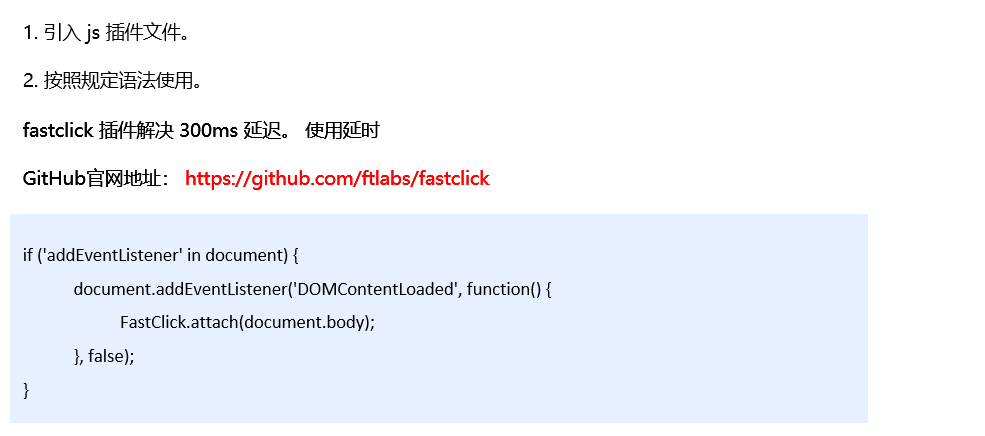 1. 引入 js 插件文件。
2. 按照规定语法使用。
fastclick 插件解决 300ms 延迟。 使用延时
GitHub官网地址： https://github.com/ftlabs/fastclick
if ('addEventListener' in document) {
document.addEventListener('DOMContentLoaded', function() {
FastClick.attach(document.body);
}, false);
}